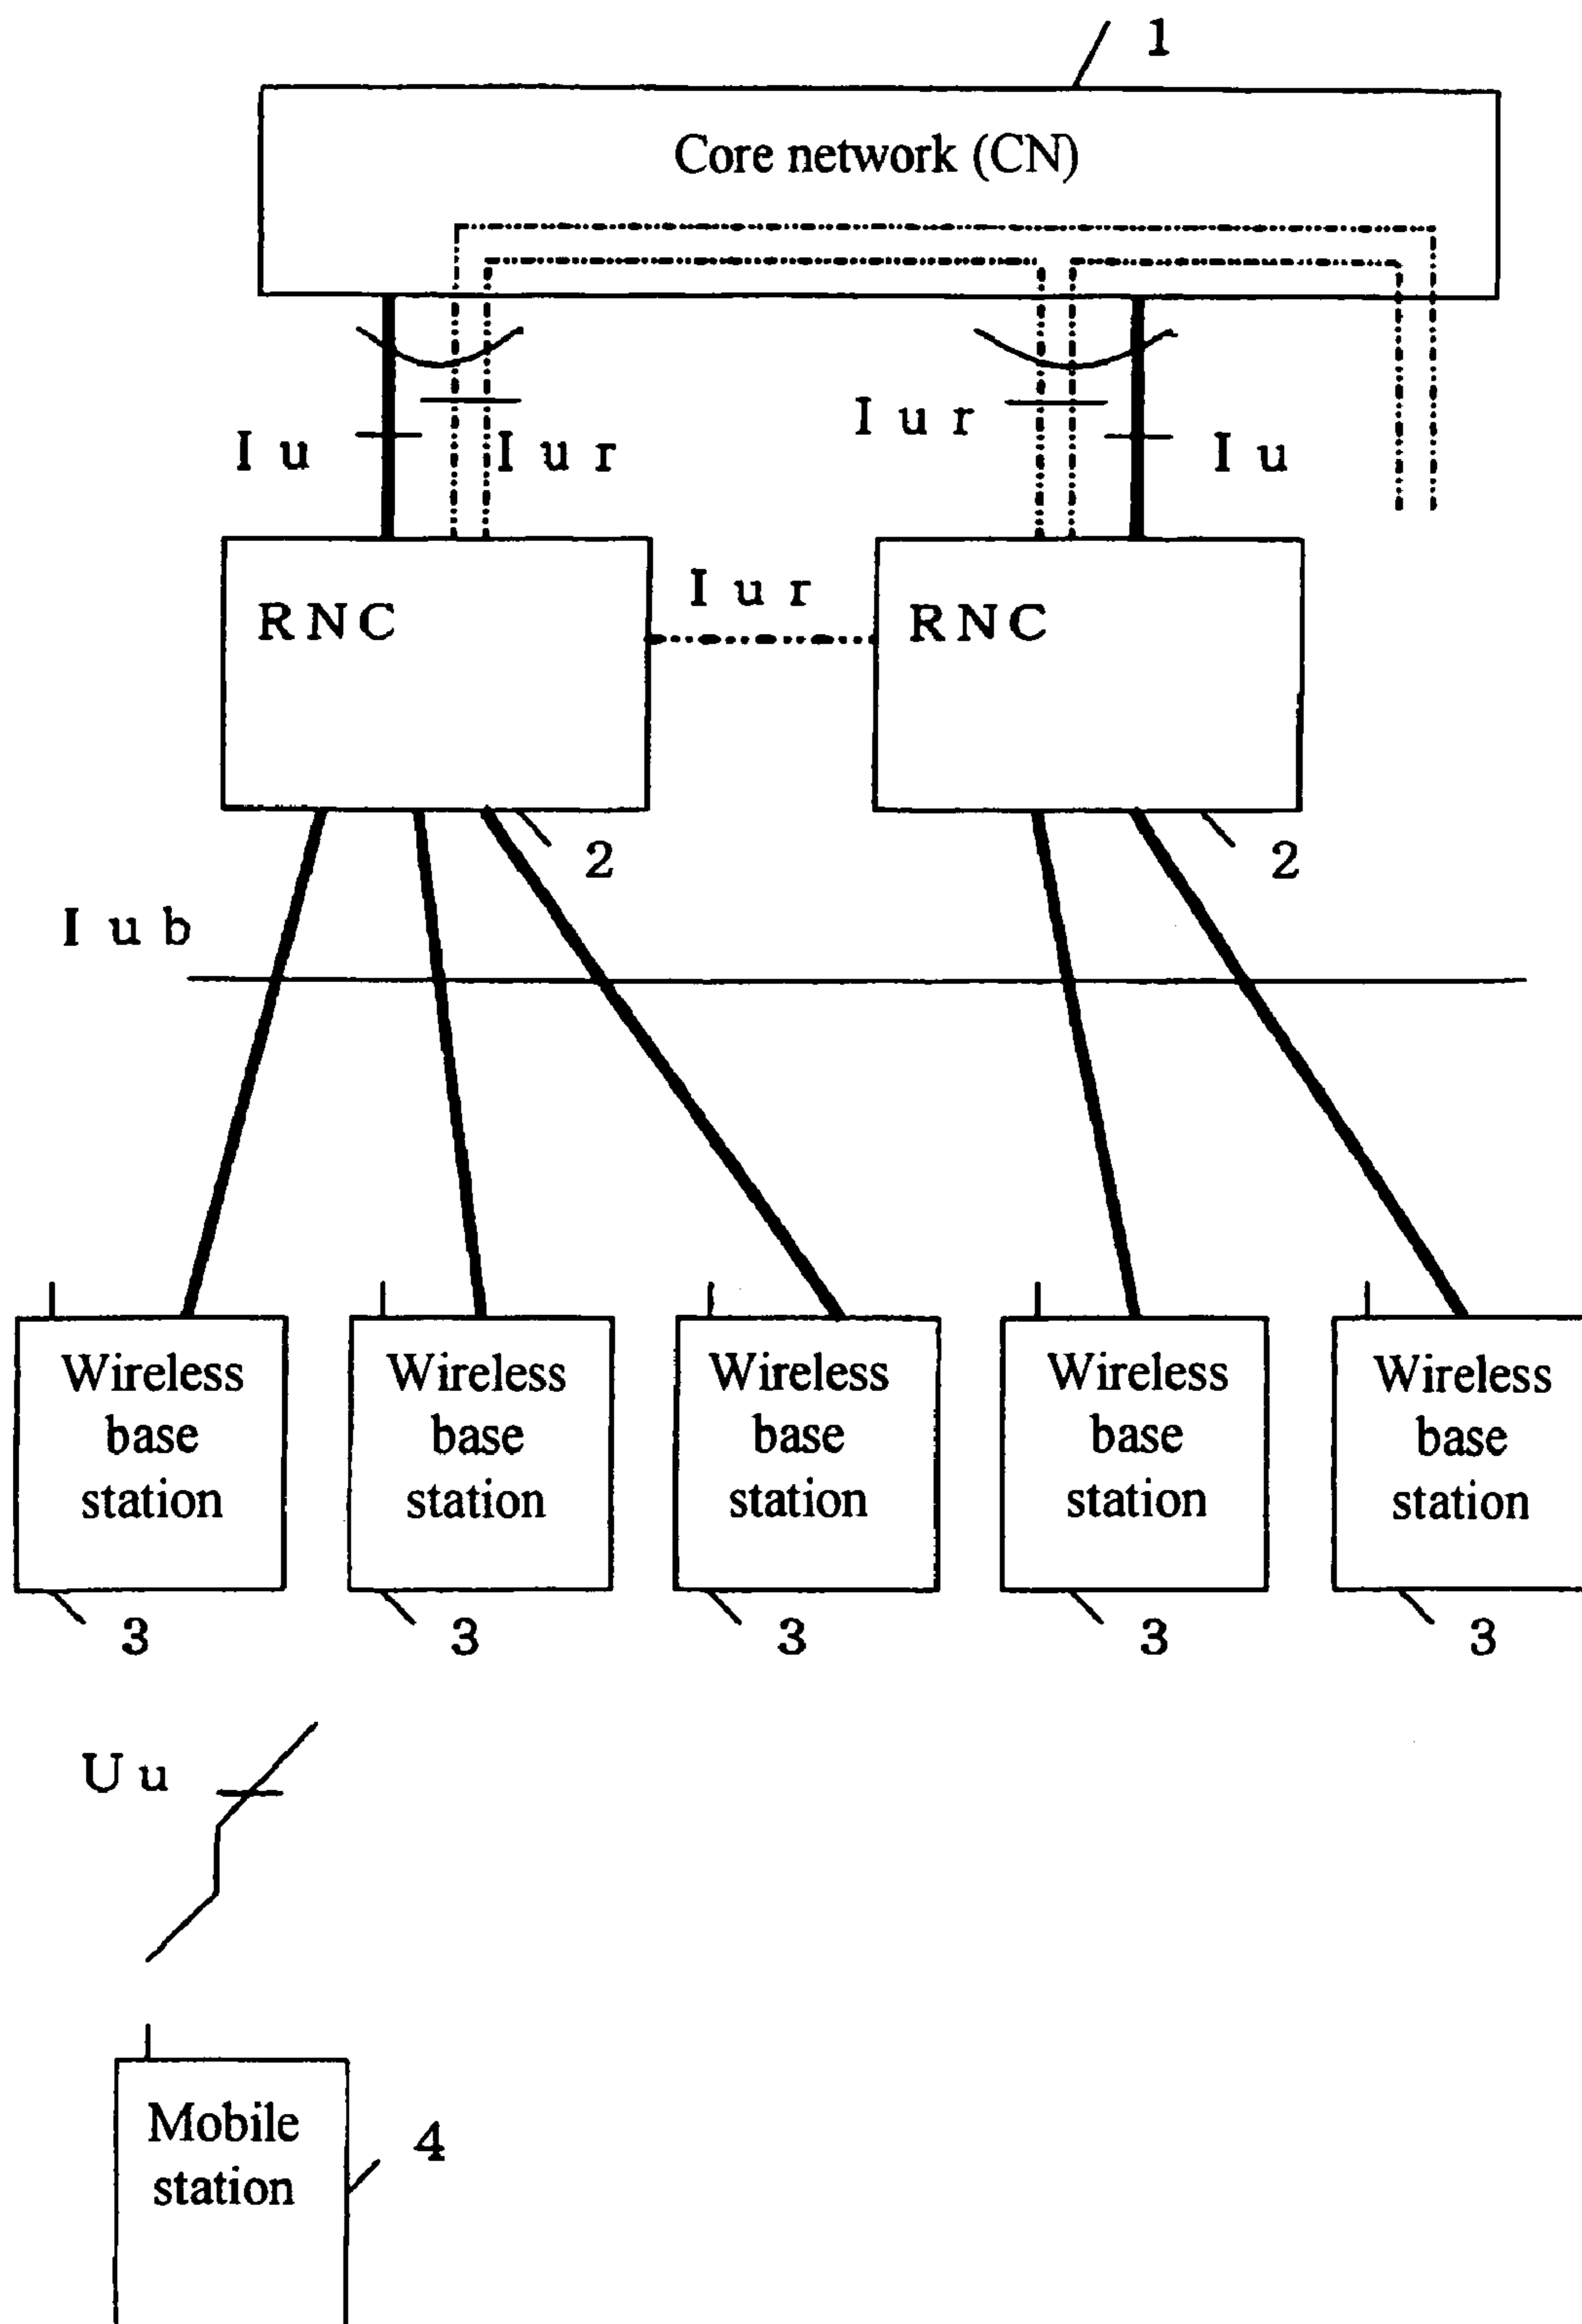 1
Core network (CN)
I u r
I u
I u r
I u
I u r
RNC
RNC
2
2
I u b
Wireless
base
station
Wireless
base
station
Wireless
base
station
Wireless
base
station
Wireless
base
station
3
3
3
3
3
U u
Mobile
station
4